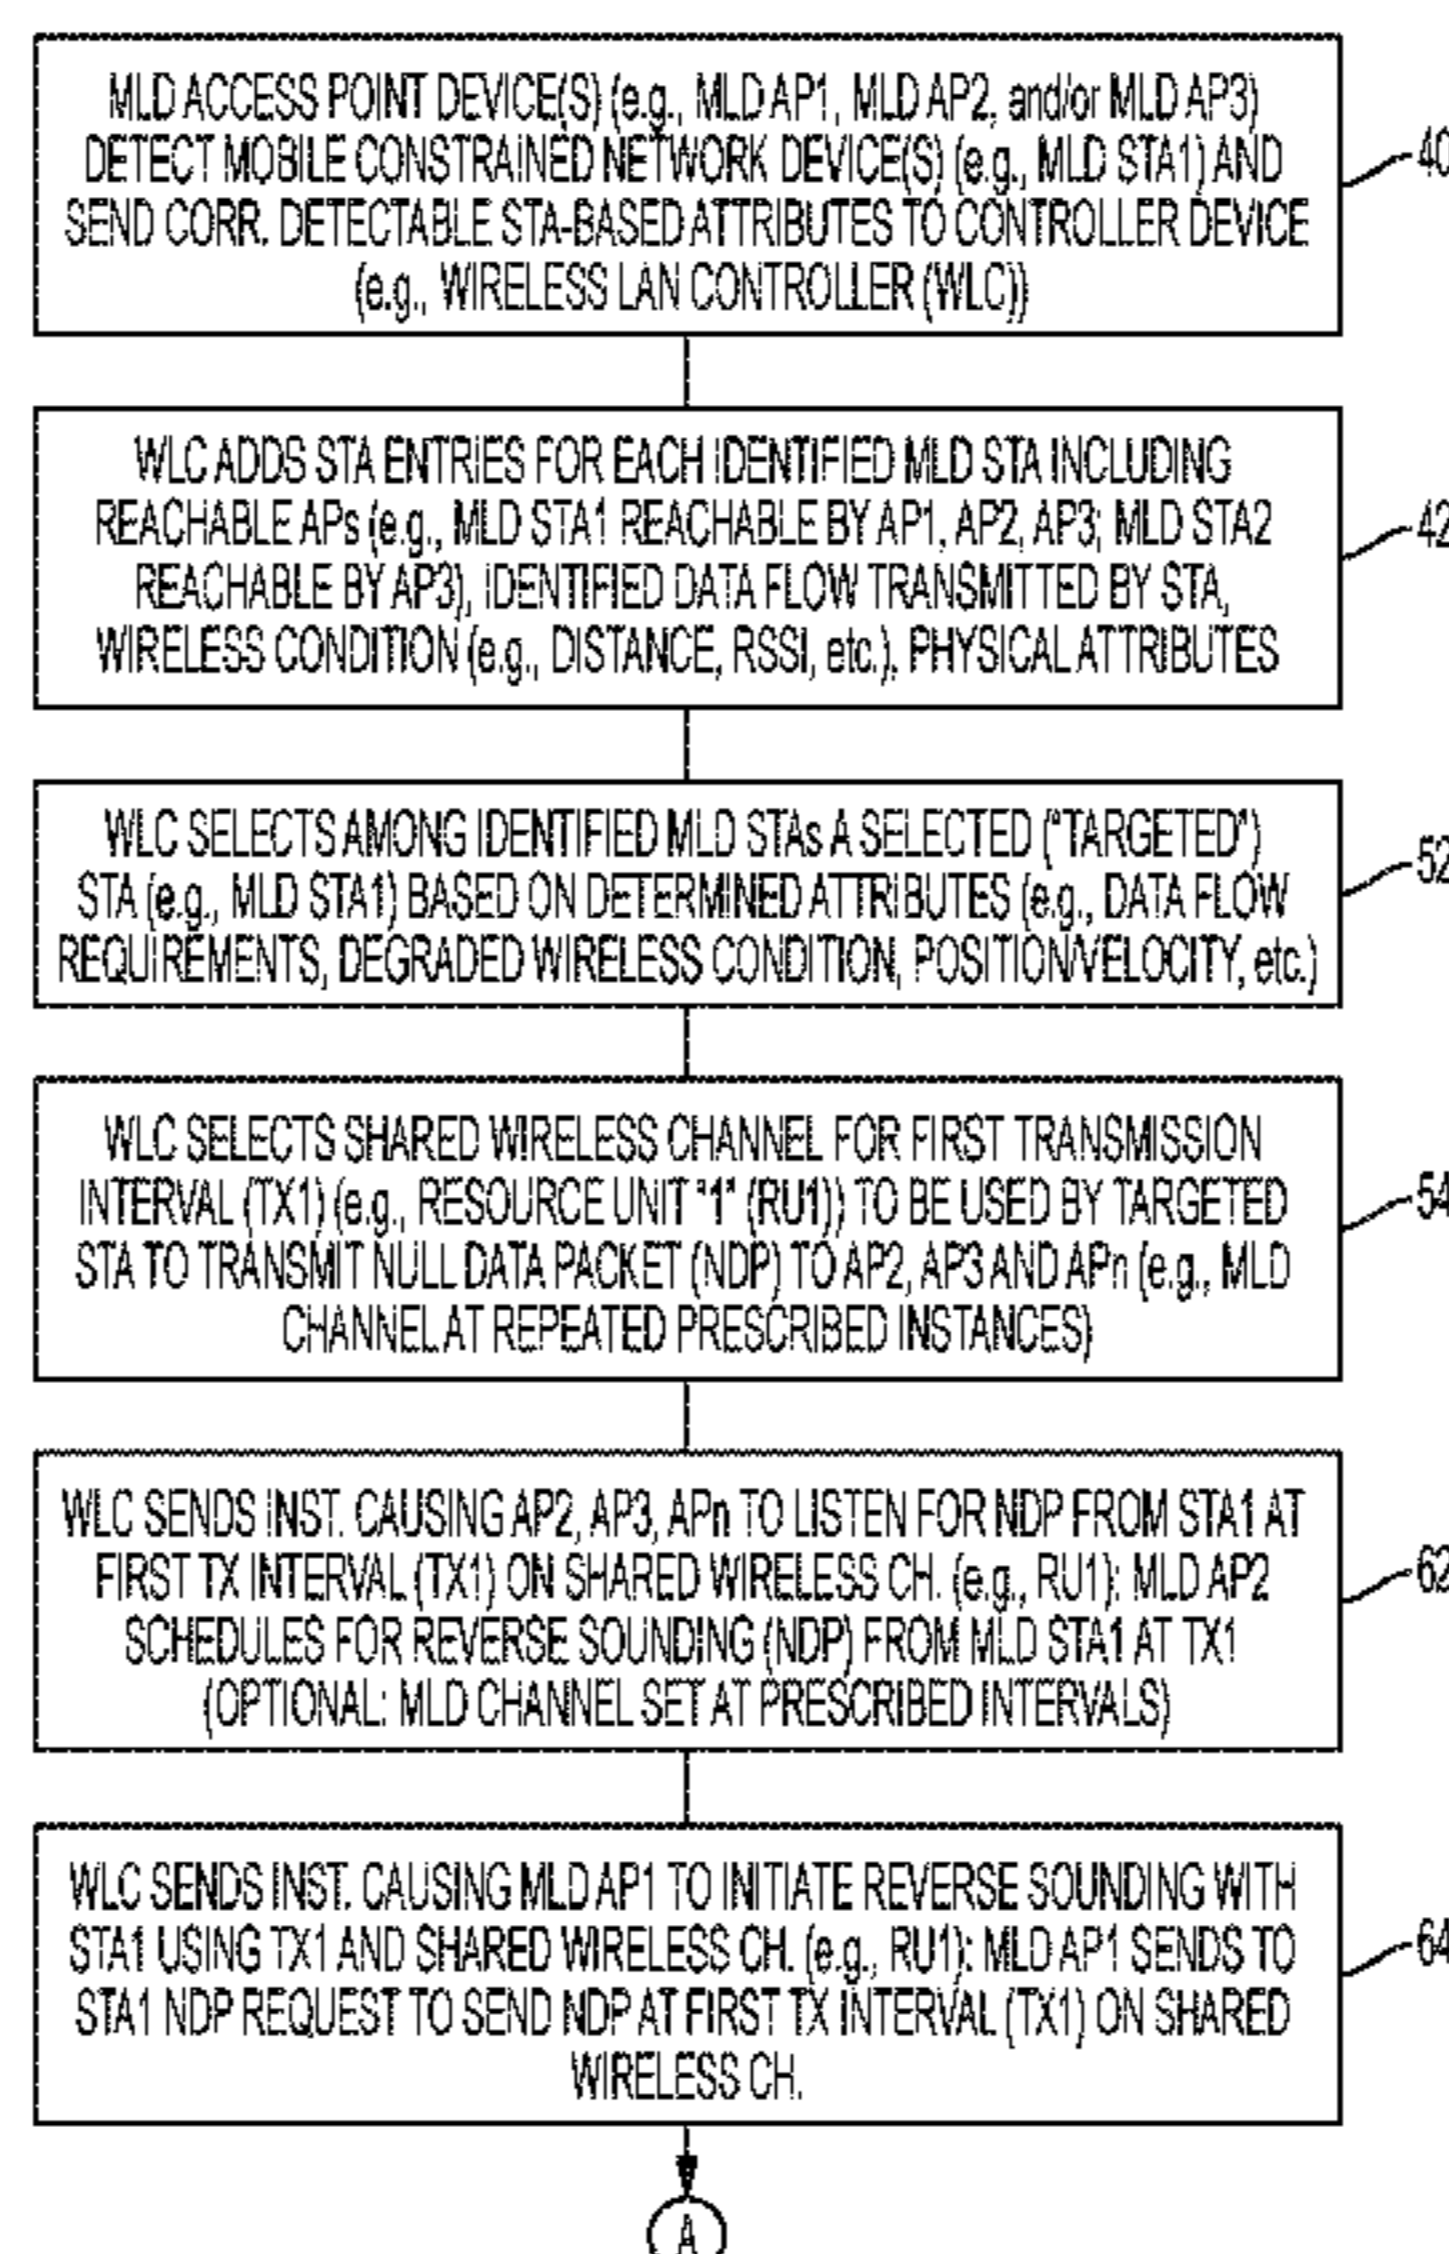 MLD ACCESS POINT DEVICE(S) (e.g., MLD AP1, MLD AP2, and/or MLD AP3)
DETECT MOBILE CONSTRAINED NETWORK DEVICE(S) (e.g., MLD STA1) AND
SEND CORR. DETECTABLE STA-BASED ATTRIBUTES TO CONTROLLER DEVICE
(e.g., WIRELESS LAN CONTROLLER (WLC))
40
WLC ADDS STA ENTRIES FOR EACH IDENTIFIED MLD STA INCLUDING
REACHABLE APs (e.g., MLD STA1 REACHABLE BY AP1, AP2, AP3; MLD STA2
REACHABLE BY AP3), IDENTIFIED DATA FLOW TRANSMITTED BY STA,
WIRELESS CONDITION (e.g., DISTANCE, RSSI, etc.), PHYSICAL ATTRIBUTES
42
WLC SELECTS AMONG IDENTIFIED MLD STAs A SELECTED ("TARGETED")
STA (e.g., MLD STA1) BASED ON DETERMINED ATTRIBUTES (e.g., DATA FLOW
REQUIREMENTS, DEGRADED WIRELESS CONDITION, POSITION/VELOCITY, etc.)
52
WLC SELECTS SHARED WIRELESS CHANNEL FOR FIRST TRANSMISSION
INTERVAL (TX1) (e.g., RESOURCE UNIT "1" (RU1)) TO BE USED BY TARGETED
STA TO TRANSMIT NULL DATA PACKET (NDP) TO AP2, AP3 AND APn (e.g., MLD
CHANNEL AT REPEATED PRESCRIBED INSTANCES)
54
WLC SENDS INST. CAUSING AP2, AP3, APn TO LISTEN FOR NDP FROM STA1 AT
FIRST TX INTERVAL (TX1) ON SHARED WIRELESS CH. (e.g., RU1); MLD AP2
SCHEDULES FOR REVERSE SOUNDING (NDP) FROM MLD STA1 AT TX1
(OPTIONAL: MLD CHANNEL SET AT PRESCRIBED INTERVALS)
62
WLC SENDS INST. CAUSING MLD AP1 TO INITIATE REVERSE SOUNDING WITH
STA1 USING TX1 AND SHARED WIRELESS CH. (e.g., RU1): MLD AP1 SENDS TO
STA1 NDP REQUEST TO SEND NDP AT FIRST TX INTERVAL (TX1) ON SHARED
WIRELESS CH.
64
A